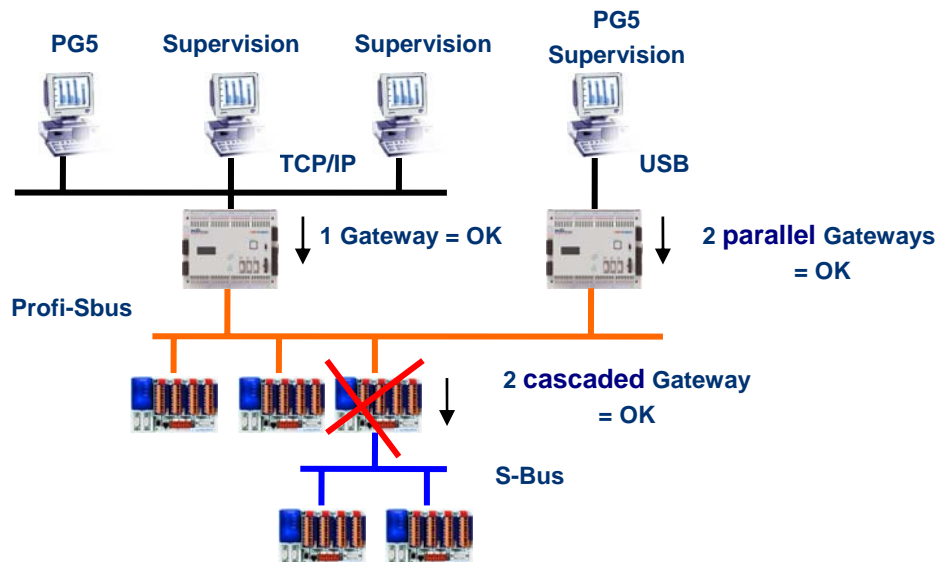 PG5
Supervision
Supervision
PG5
Supervision
TCP/IP
USB
1 Gateway = OK
2 parallel Gateways
= OK
Profi-Sbus
2 cascaded Gateway
= OK
S-Bus